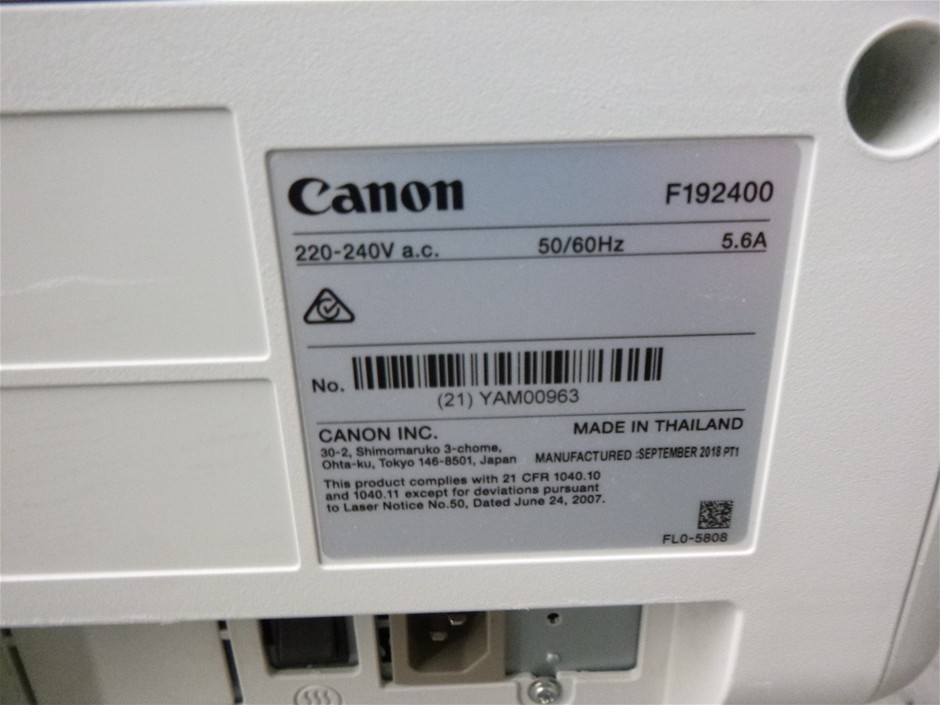 Canon F192400
220-240V a.c. 50/60Hz 5.6A
No.
(21) YAM00963
CANON INC. MADE IN THAILAND
30-2, Shimomaruko 3-chome,
Ohta-ku, Tokyo 146-8501, Japan MANUFACTURED :SEPTEMBER 2018 PT1
This product complies with 21 CFR 1040.10
and 1040.11 except for deviations pursuant
to Laser Notice No.50, Dated June 24, 2007.
FL0-5808